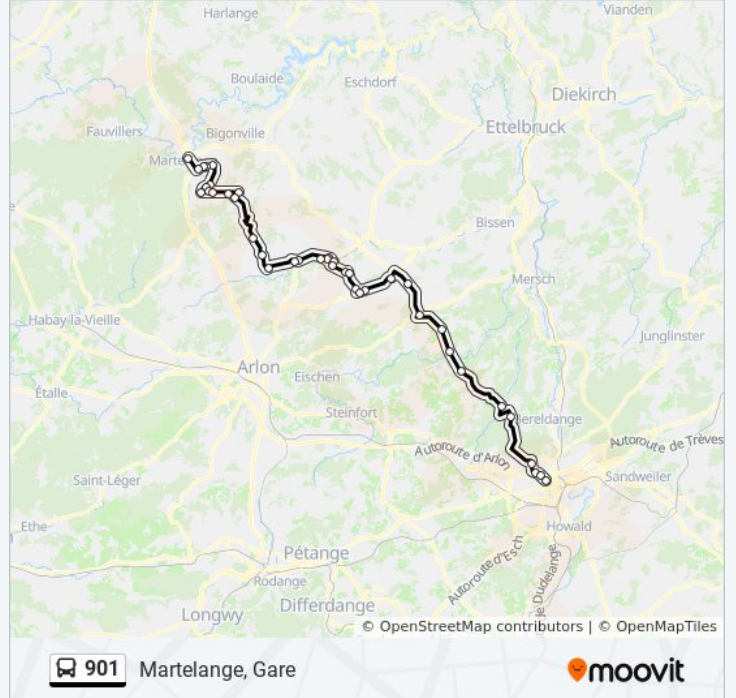 Harlange
Vianden
Boulaide
Eschdorf
Diekirch
Fauvillers
Bigonville
Ettelbruck
Marte
Bissen
Mersch
Habay-la-Vieille
Junglinster
Arlon
Eischen
Étalle
Steinfort
Bereldange
Autoroute d'Arlon
Autoroute de Trèves
Saint-Léger
Sandweiler
Ethe
Howald
Pétange
Autoroute d'Esch
e Dudelange
Rodange
Differdange
Longwy
© OpenStreetMap contributors | © OpenMapTiles
901 Martelange, Gare
moovit